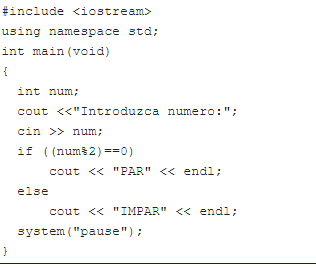 #include <iostream>
using namespace std;
int main(void)
{
int num;
cout <<"Introduzca numero:";
cin >> num;
if ((num%2)==0)
cout << "PAR" << endl;
else
cout << "IMPAR" << endl;
system("pause");
}